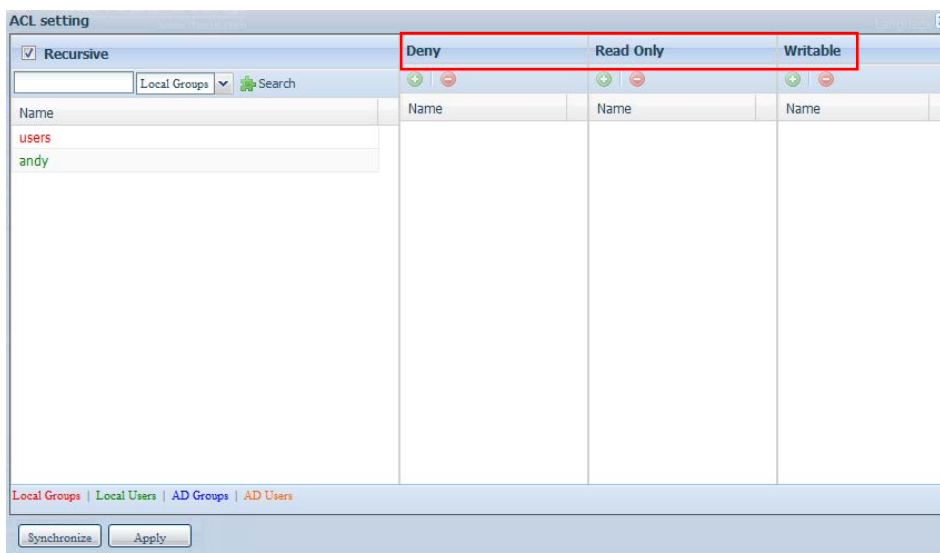 ACL setting
Recursive Deny Read Only Writable
Local Groups Search
Name Name Name Name
users
andy
Local Groups | Local Users | AD Groups | AD Users
Synchronize Apply